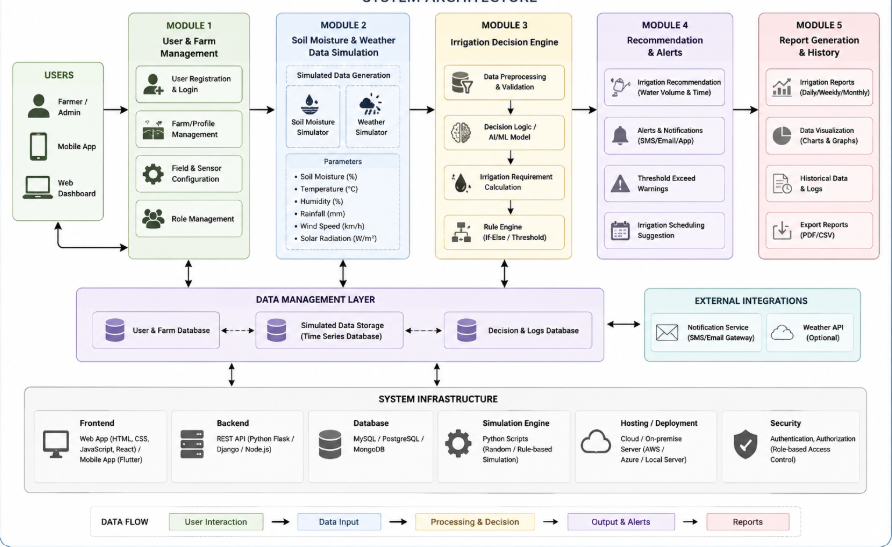 SYSTEM ARCHITECTURE
USERS
Farmer /
Admin
Mobile App
Web
Dashboard
MODULE 1
User & Farm
Management
User Registration
& Login
Farm/Profile
Management
Field & Sensor
Configuration
Role Management
MODULE 2
Soil Moisture & Weather
Data Simulation
Simulated Data Generation
Soil Moisture
Simulator
Weather
Simulator
Parameters
• Soil Moisture (%)
• Temperature (°C)
• Humidity (%)
• Rainfall (mm)
• Wind Speed (km/h)
• Solar Radiation (W/m²)
MODULE 3
Irrigation Decision Engine
Data Preprocessing
& Validation
Decision Logic /
AI/ML Model
Irrigation Requirement
Calculation
Rule Engine
(If-Else / Threshold)
MODULE 4
Recommendation
& Alerts
Irrigation Recommendation
(Water Volume & Time)
Alerts & Notifications
(SMS/Email/App)
Threshold Exceed
Warnings
Irrigation Scheduling
Suggestion
MODULE 5
Report Generation
& History
Irrigation Reports
(Daily/Weekly/Monthly)
Data Visualization
(Charts & Graphs)
Historical Data
& Logs
Export Reports
(PDF/CSV)
DATA MANAGEMENT LAYER
User & Farm Database
Simulated Data Storage
(Time Series Database)
Decision & Logs Database
EXTERNAL INTEGRATIONS
Notification Service
(SMS/Email Gateway)
Weather API
(Optional)
SYSTEM INFRASTRUCTURE
Frontend
Web App (HTML, CSS,
JavaScript, React) /
Mobile App (Flutter)
Backend
REST API (Python Flask /
Django / Node.js)
Database
MySQL / PostgreSQL /
MongoDB
Simulation Engine
Python Scripts
(Random / Rule-based
Simulation)
Hosting / Deployment
Cloud / On-premise
Server (AWS /
Azure / Local Server)
Security
Authentication, Authorization
(Role-based Access
Control)
DATA FLOW
User Interaction
Data Input
Processing & Decision
Output & Alerts
Reports